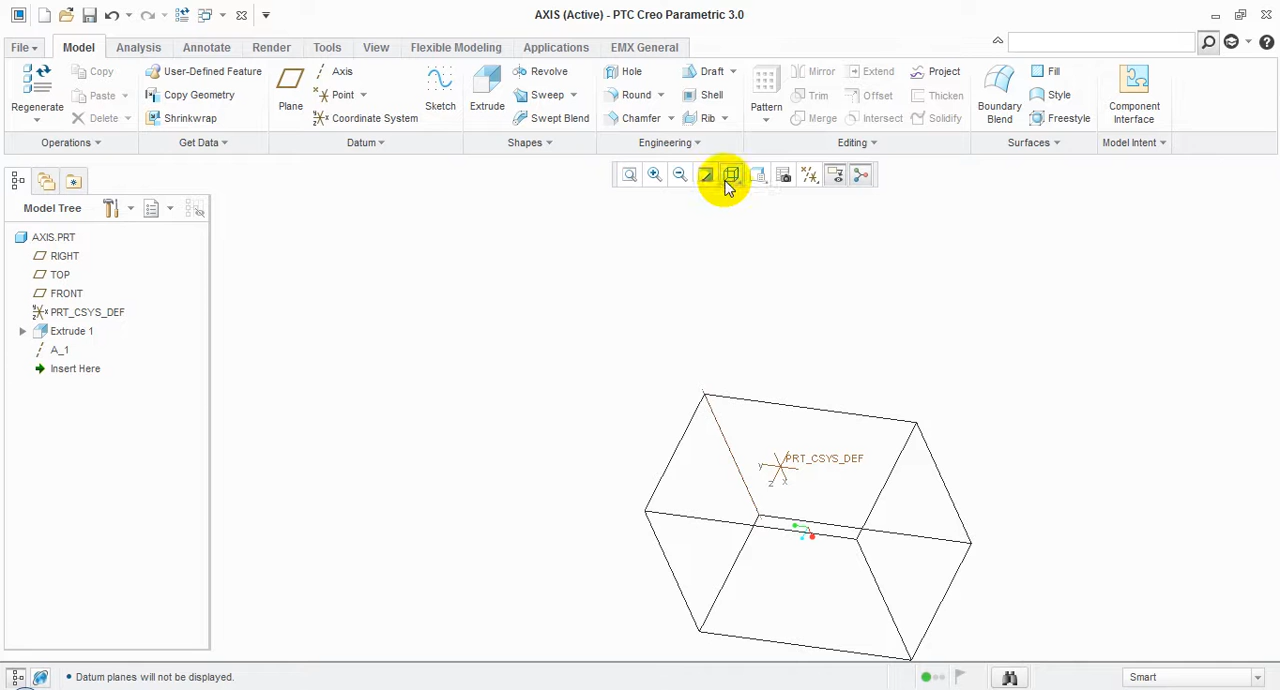 AXIS (Active) - PTC Creo Parametric 3.0
File Model Analysis Annotate Render Tools View Flexible Modeling Applications EMX General
Regenerate
Copy
Paste
Delete
Operations
User-Defined Feature
Copy Geometry
Shrinkwrap
Get Data
Plane
Axis
Point
Coordinate System
Sketch
Datum
Extrude
Revolve
Sweep
Swept Blend
Shapes
Hole
Round
Chamfer
Draft
Shell
Rib
Engineering
Pattern
Mirror
Trim
Merge
Extend
Offset
Intersect
Project
Thicken
Solidify
Editing
Boundary
Blend
Fill
Style
Freestyle
Surfaces
Component
Interface
Model Intent
Model Tree
AXIS.PRT
RIGHT
TOP
FRONT
PRT_CSYS_DEF
Extrude 1
A_1
Insert Here
PRT_CSYS_DEF
y
z
x
Datum planes will not be displayed.
Smart